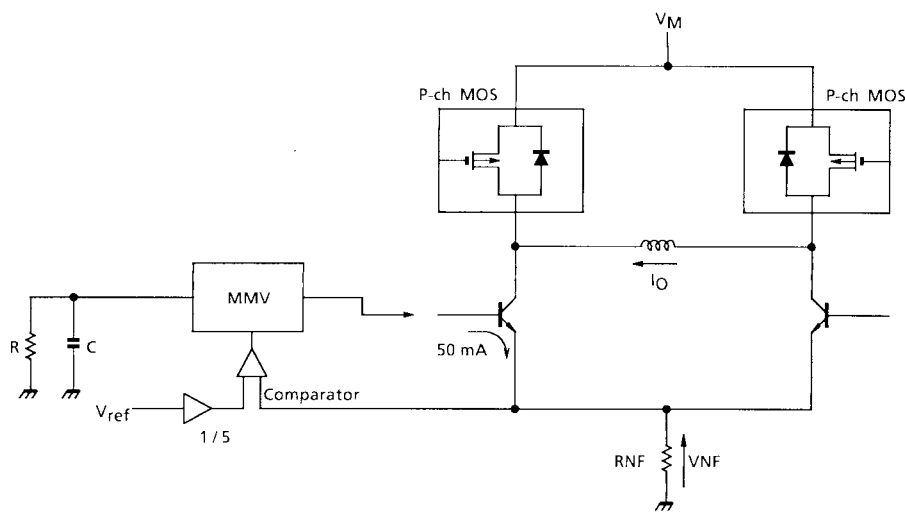 VM
P-ch MOS
P-ch MOS
IO
MMV
50 mA
R
C
Comparator
Vref
1 / 5
RNF
VNF